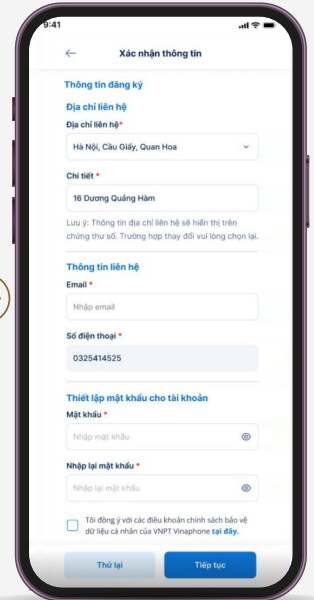 9:41
Xác nhận thông tin
Thông tin đăng ký
Địa chỉ liên hệ
Địa chỉ liên hệ*
Hà Nội, Cầu Giấy, Quan Hoa
Chi tiết *
16 Dương Quảng Hàm
Lưu ý: Thông tin địa chỉ liên hệ sẽ hiển thị trên
chứng thư số. Trường hợp thay đổi vui lòng chọn lại.
Thông tin liên hệ
Email *
Nhập email
Số điện thoại *
0325414525
Thiết lập mật khẩu cho tài khoản
Mật khẩu *
Nhập mật khẩu
Nhập lại mật khẩu *
Nhập lại mật khẩu
Tôi đồng ý với các điều khoản chính sách bảo vệ
dữ liệu cá nhân của VNPT Vinaphone tại đây.
Thử lại
Tiếp tục